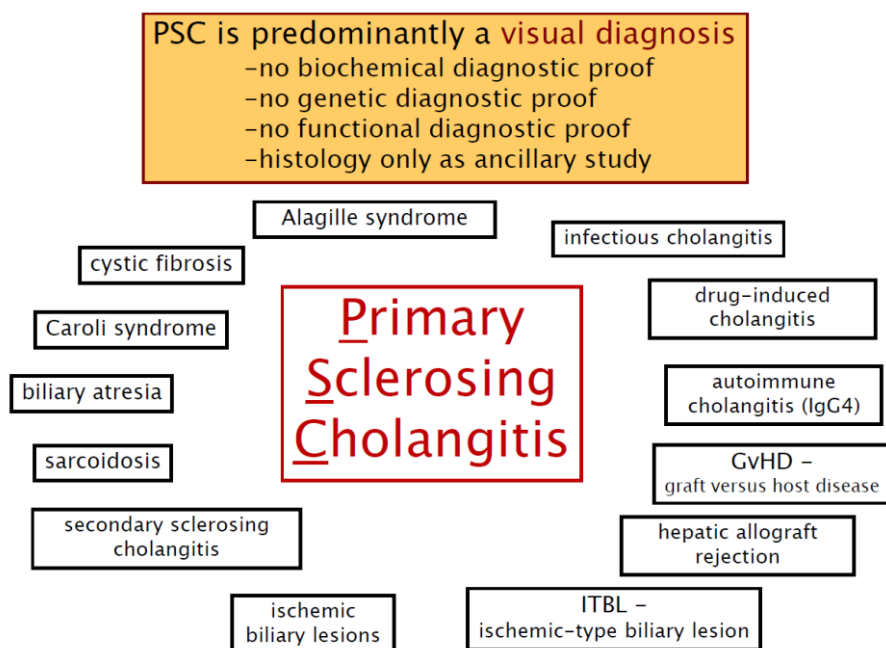 PSC is predominantly a visual diagnosis
-no biochemical diagnostic proof
-no genetic diagnostic proof
-no functional diagnostic proof
-histology only as ancillary study
Alagille syndrome
infectious cholangitis
cystic fibrosis
drug-induced
cholangitis
Caroli syndrome
Primary
Sclerosing
Cholangitis
biliary atresia
autoimmune
cholangitis (IgG4)
sarcoidosis
GvHD –
graft versus host disease
secondary sclerosing
cholangitis
hepatic allograft
rejection
ischemic
biliary lesions
ITBL –
ischemic-type biliary lesion